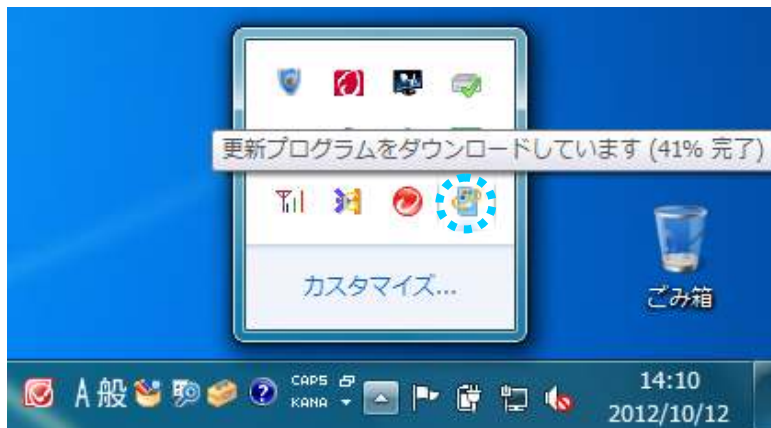 更新プログラムをダウンロードしています (41% 完了)
カスタマイズ...
ごみ箱
A 般
CAPS
KANA
14:10
2012/10/12